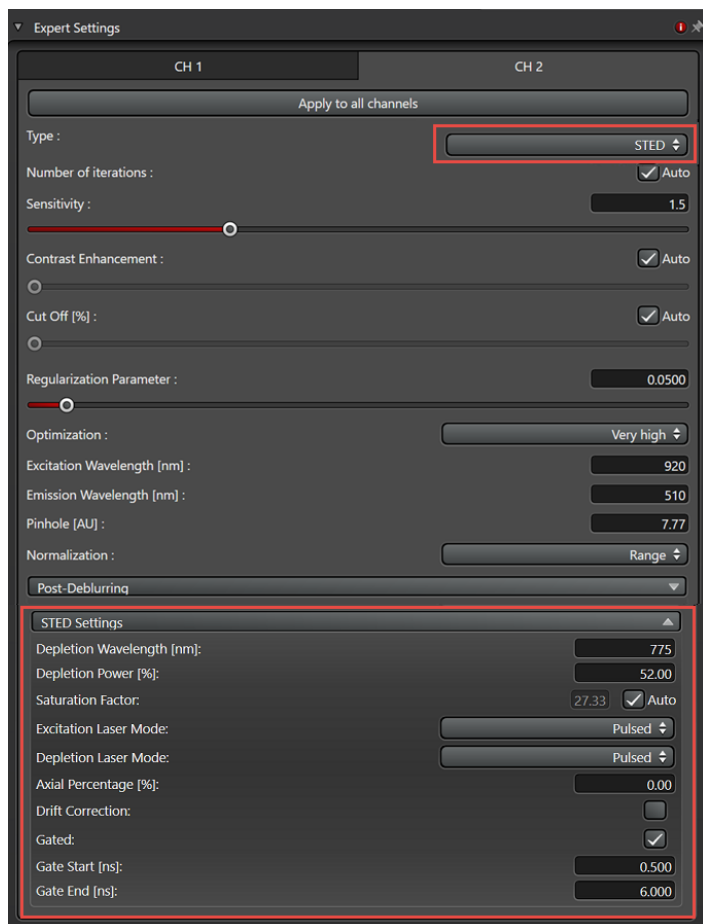 Expert Settings
CH 1 CH 2
Apply to all channels
Type : STED
Number of iterations : Auto
Sensitivity : 1.5
Contrast Enhancement : Auto
Cut Off [%] : Auto
Regularization Parameter : 0.0500
Optimization : Very high
Excitation Wavelength [nm] : 920
Emission Wavelength [nm] : 510
Pinhole [AU] : 7.77
Normalization : Range
Post-Deblurring
STED Settings
Depletion Wavelength [nm]: 775
Depletion Power [%]: 52.00
Saturation Factor: 27.33 Auto
Excitation Laser Mode: Pulsed
Depletion Laser Mode: Pulsed
Axial Percentage [%]: 0.00
Drift Correction:
Gated:
Gate Start [ns]: 0.500
Gate End [ns]: 6.000